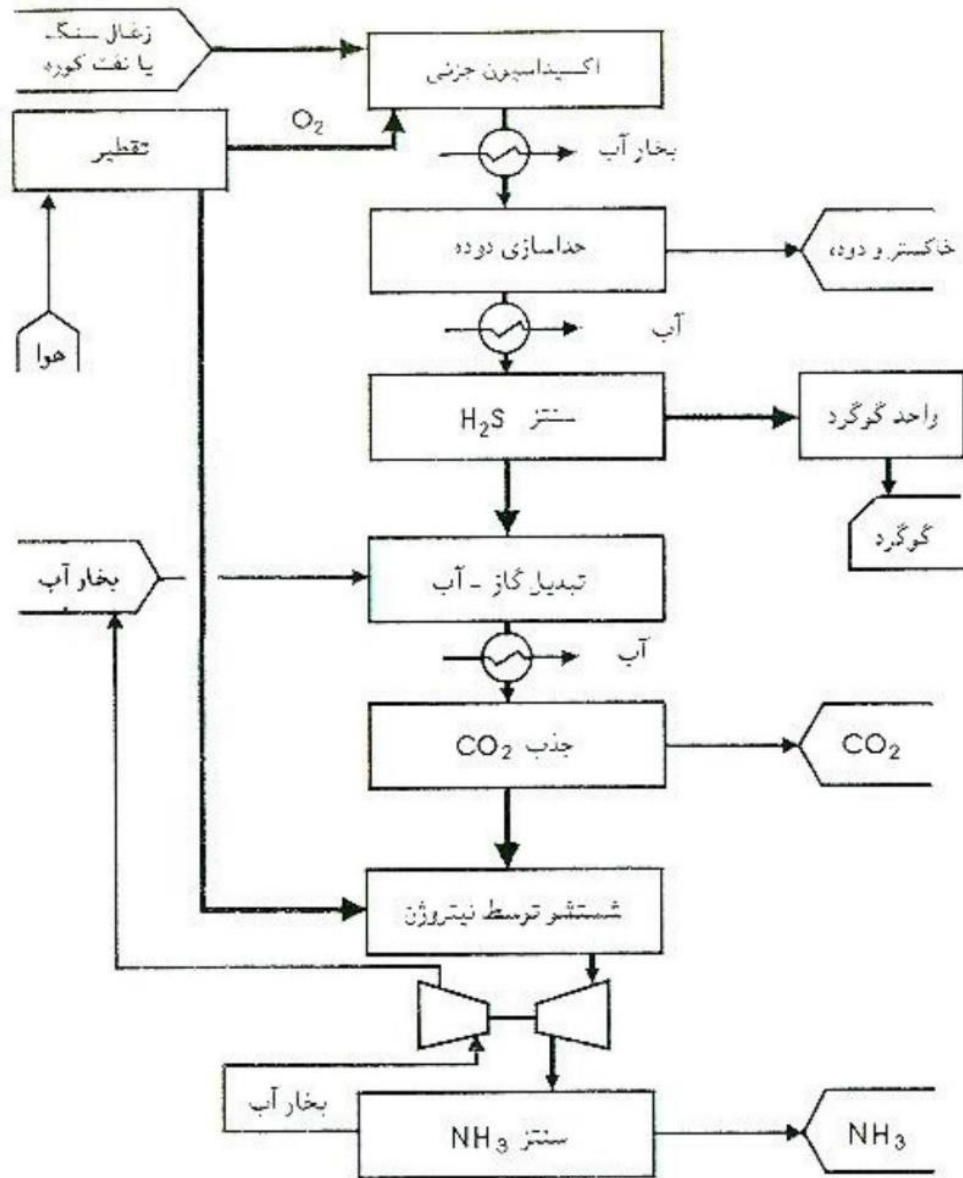 زغال سنگ
یا نفت کوره
اکسیداسیون جزئی
O₂
تقطیر
بخار آب
جداسازی دوده
خاکستر و دوده
هوا
آب
سنتز H₂S
واحد گوگرد
گوگرد
بخار آب
تبدیل گاز - آب
آب
جذب CO₂
CO₂
شستشو توسط نیتروژن
بخار آب
سنتز NH₃
NH₃